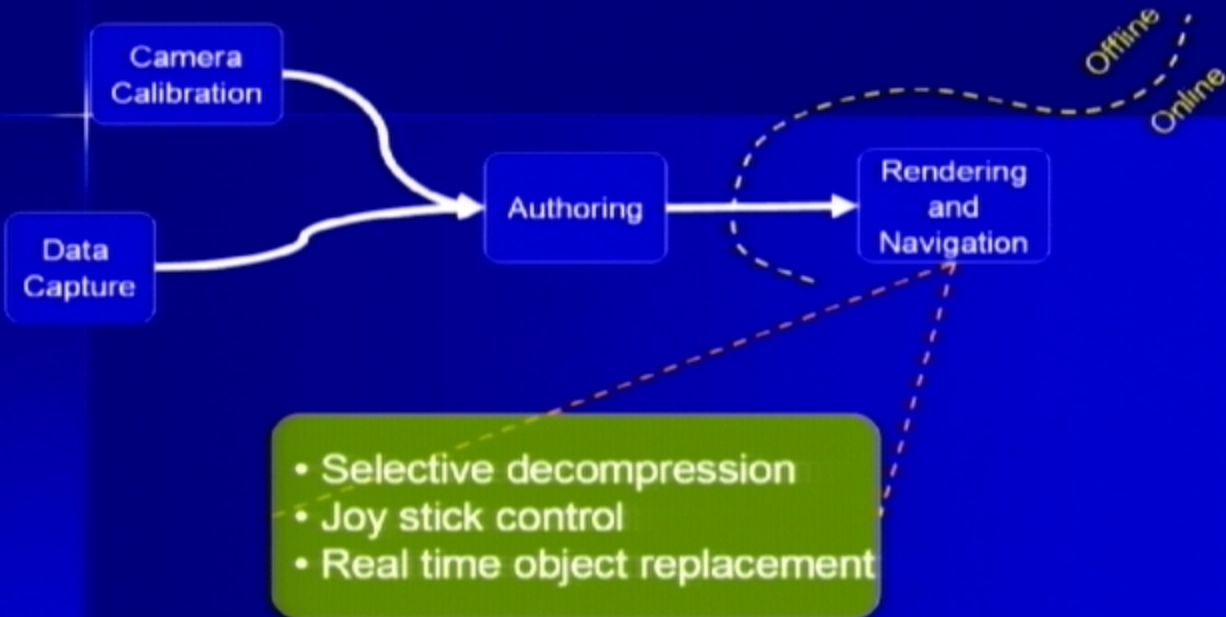 Camera
Calibration
Data
Capture
Authoring
Rendering
and
Navigation
Offline
Online
• Selective decompression
• Joy stick control
• Real time object replacement